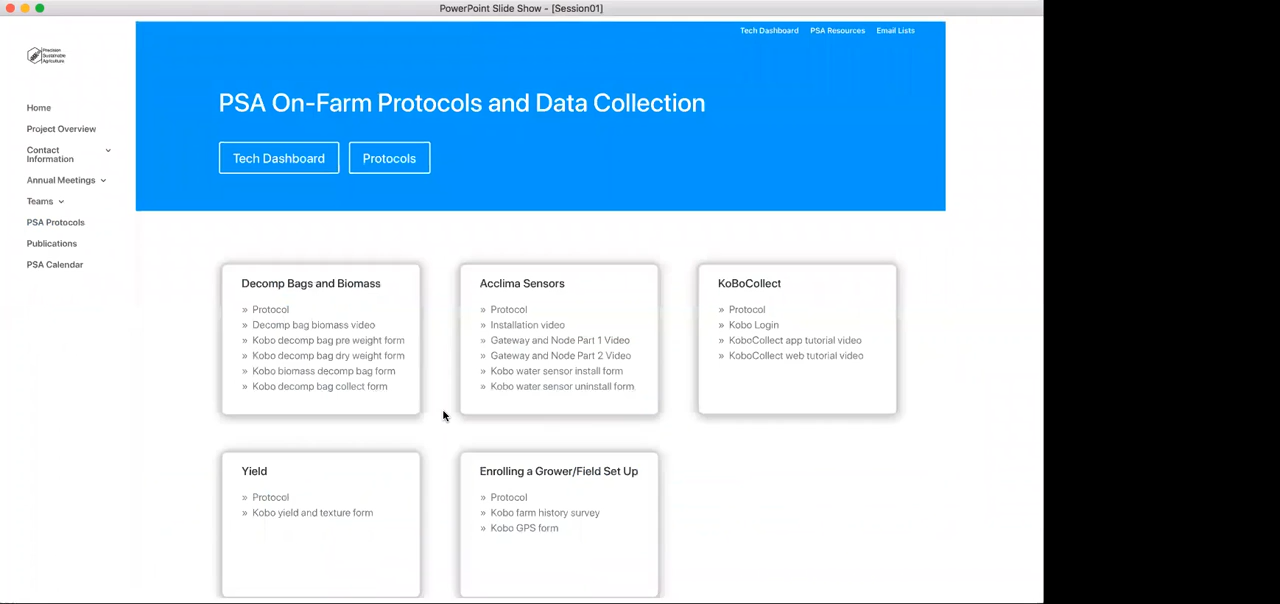 PowerPoint Slide Show - [Session01]
Tech Dashboard PSA Resources Email Lists
Precision
Sustainable
Agriculture
Home
Project Overview
Contact
Information
Annual Meetings
Teams
PSA Protocols
Publications
PSA Calendar
PSA On-Farm Protocols and Data Collection
Tech Dashboard Protocols
Decomp Bags and Biomass
» Protocol
» Decomp bag biomass video
» Kobo decomp bag pre weight form
» Kobo decomp bag dry weight form
» Kobo biomass decomp bag form
» Kobo decomp bag collect form
Acclima Sensors
» Protocol
» Installation video
» Gateway and Node Part 1 Video
» Gateway and Node Part 2 Video
» Kobo water sensor install form
» Kobo water sensor uninstall form
KoBoCollect
» Protocol
» Kobo Login
» KoboCollect app tutorial video
» KoboCollect web tutorial video
Yield
» Protocol
» Kobo yield and texture form
Enrolling a Grower/Field Set Up
» Protocol
» Kobo farm history survey
» Kobo GPS form